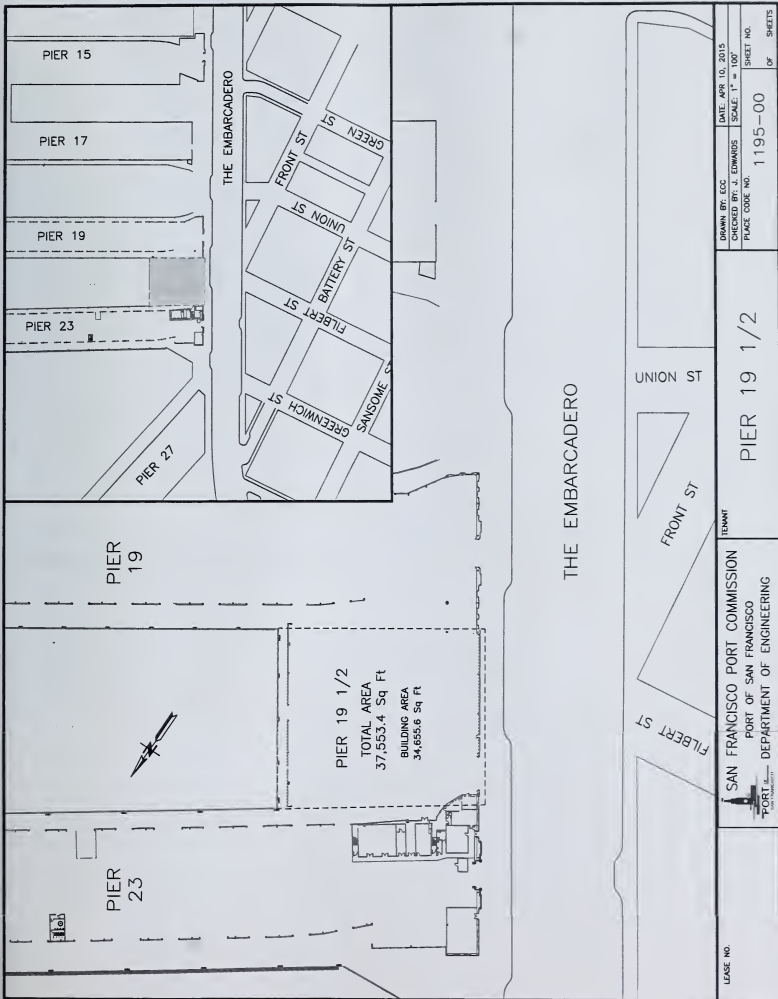 PIER 15
PIER 17
PIER 19
PIER 23
PIER 27
THE EMBARCADERO
GREEN ST
FRONT ST
UNION ST
BATTERY ST
FILBERT ST
SANSOME S
GREENWICH ST
PIER
19
PIER 19 1/2
TOTAL AREA
37,553.4 Sq Ft
BUILDING AREA
34,655.6 Sq Ft
PIER
23
THE EMBARCADERO
UNION ST
FRONT ST
FILBERT ST
LEASE NO.
SAN FRANCISCO PORT COMMISSION
PORT OF SAN FRANCISCO
DEPARTMENT OF ENGINEERING
PORT
SAN FRANCISCO
TENANT
PIER 19 1/2
DRAWN BY: ECC
DATE: APR 10, 2015
CHECKED BY: J. EDWARDS
SCALE: 1" = 100'
PLACE CODE NO.
1195-00
SHEET NO.
OF SHEETS